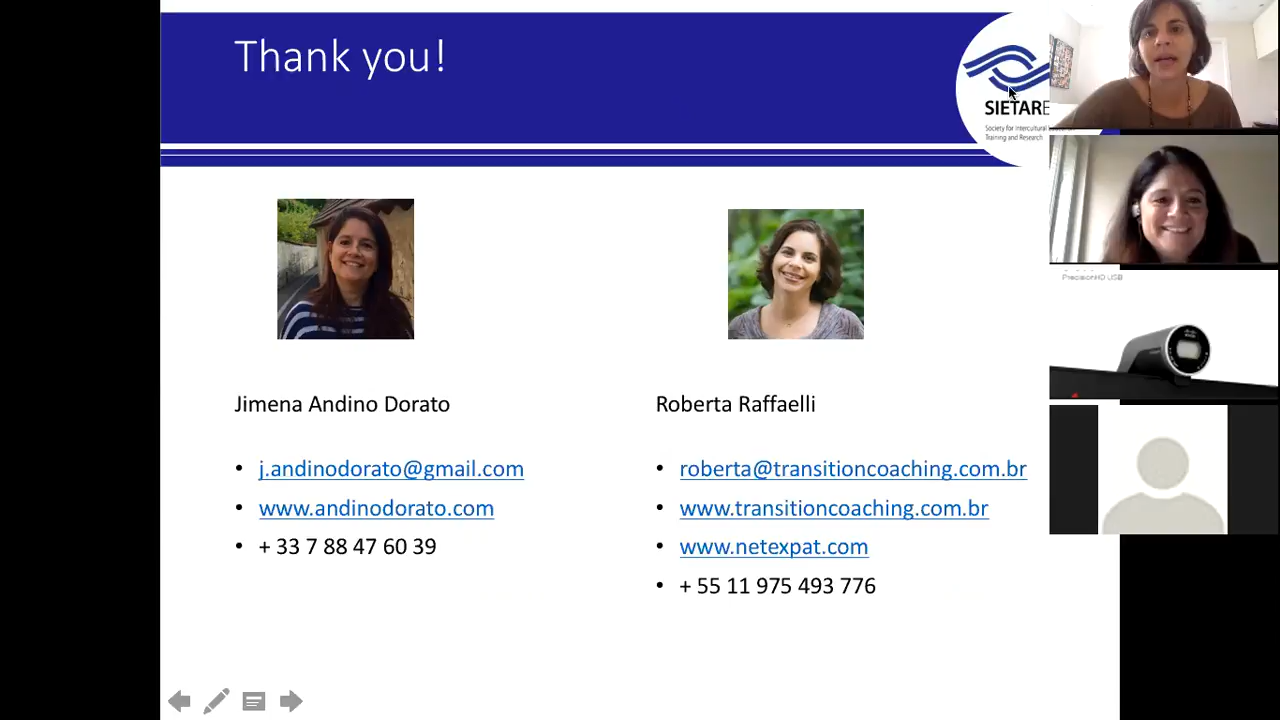 Thank you!
SIETAR
Society for Intercultural
Training and Research
PrecisionHD USB
Jimena Andino Dorato
Roberta Raffaelli
• j.andinodorato@gmail.com
• www.andinodorato.com
• + 33 7 88 47 60 39
• roberta@transitioncoaching.com.br
• www.transitioncoaching.com.br
• www.netexpat.com
• + 55 11 975 493 776